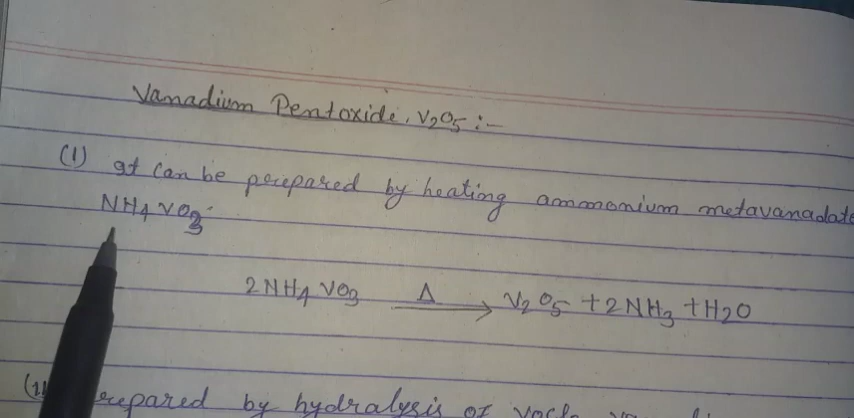 Vanadium Pentoxide, V2O5 :-
(1) It can be prepared by heating ammonium metavanadate
NH4VO3.
2NH4VO3 Δ→ V2O5 + 2NH3 + H2O
prepared by hydralysis of